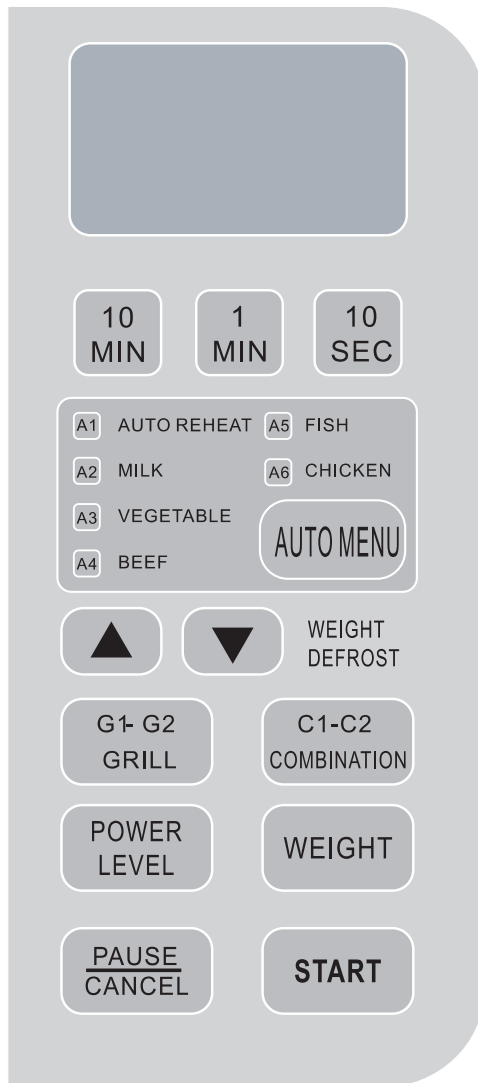 10
MIN
1
MIN
10
SEC
A1 AUTO REHEAT
A2 MILK
A3 VEGETABLE
A4 BEEF
A5 FISH
A6 CHICKEN
AUTO MENU
WEIGHT
DEFROST
G1- G2
GRILL
C1-C2
COMBINATION
POWER
LEVEL
WEIGHT
PAUSE
CANCEL
START